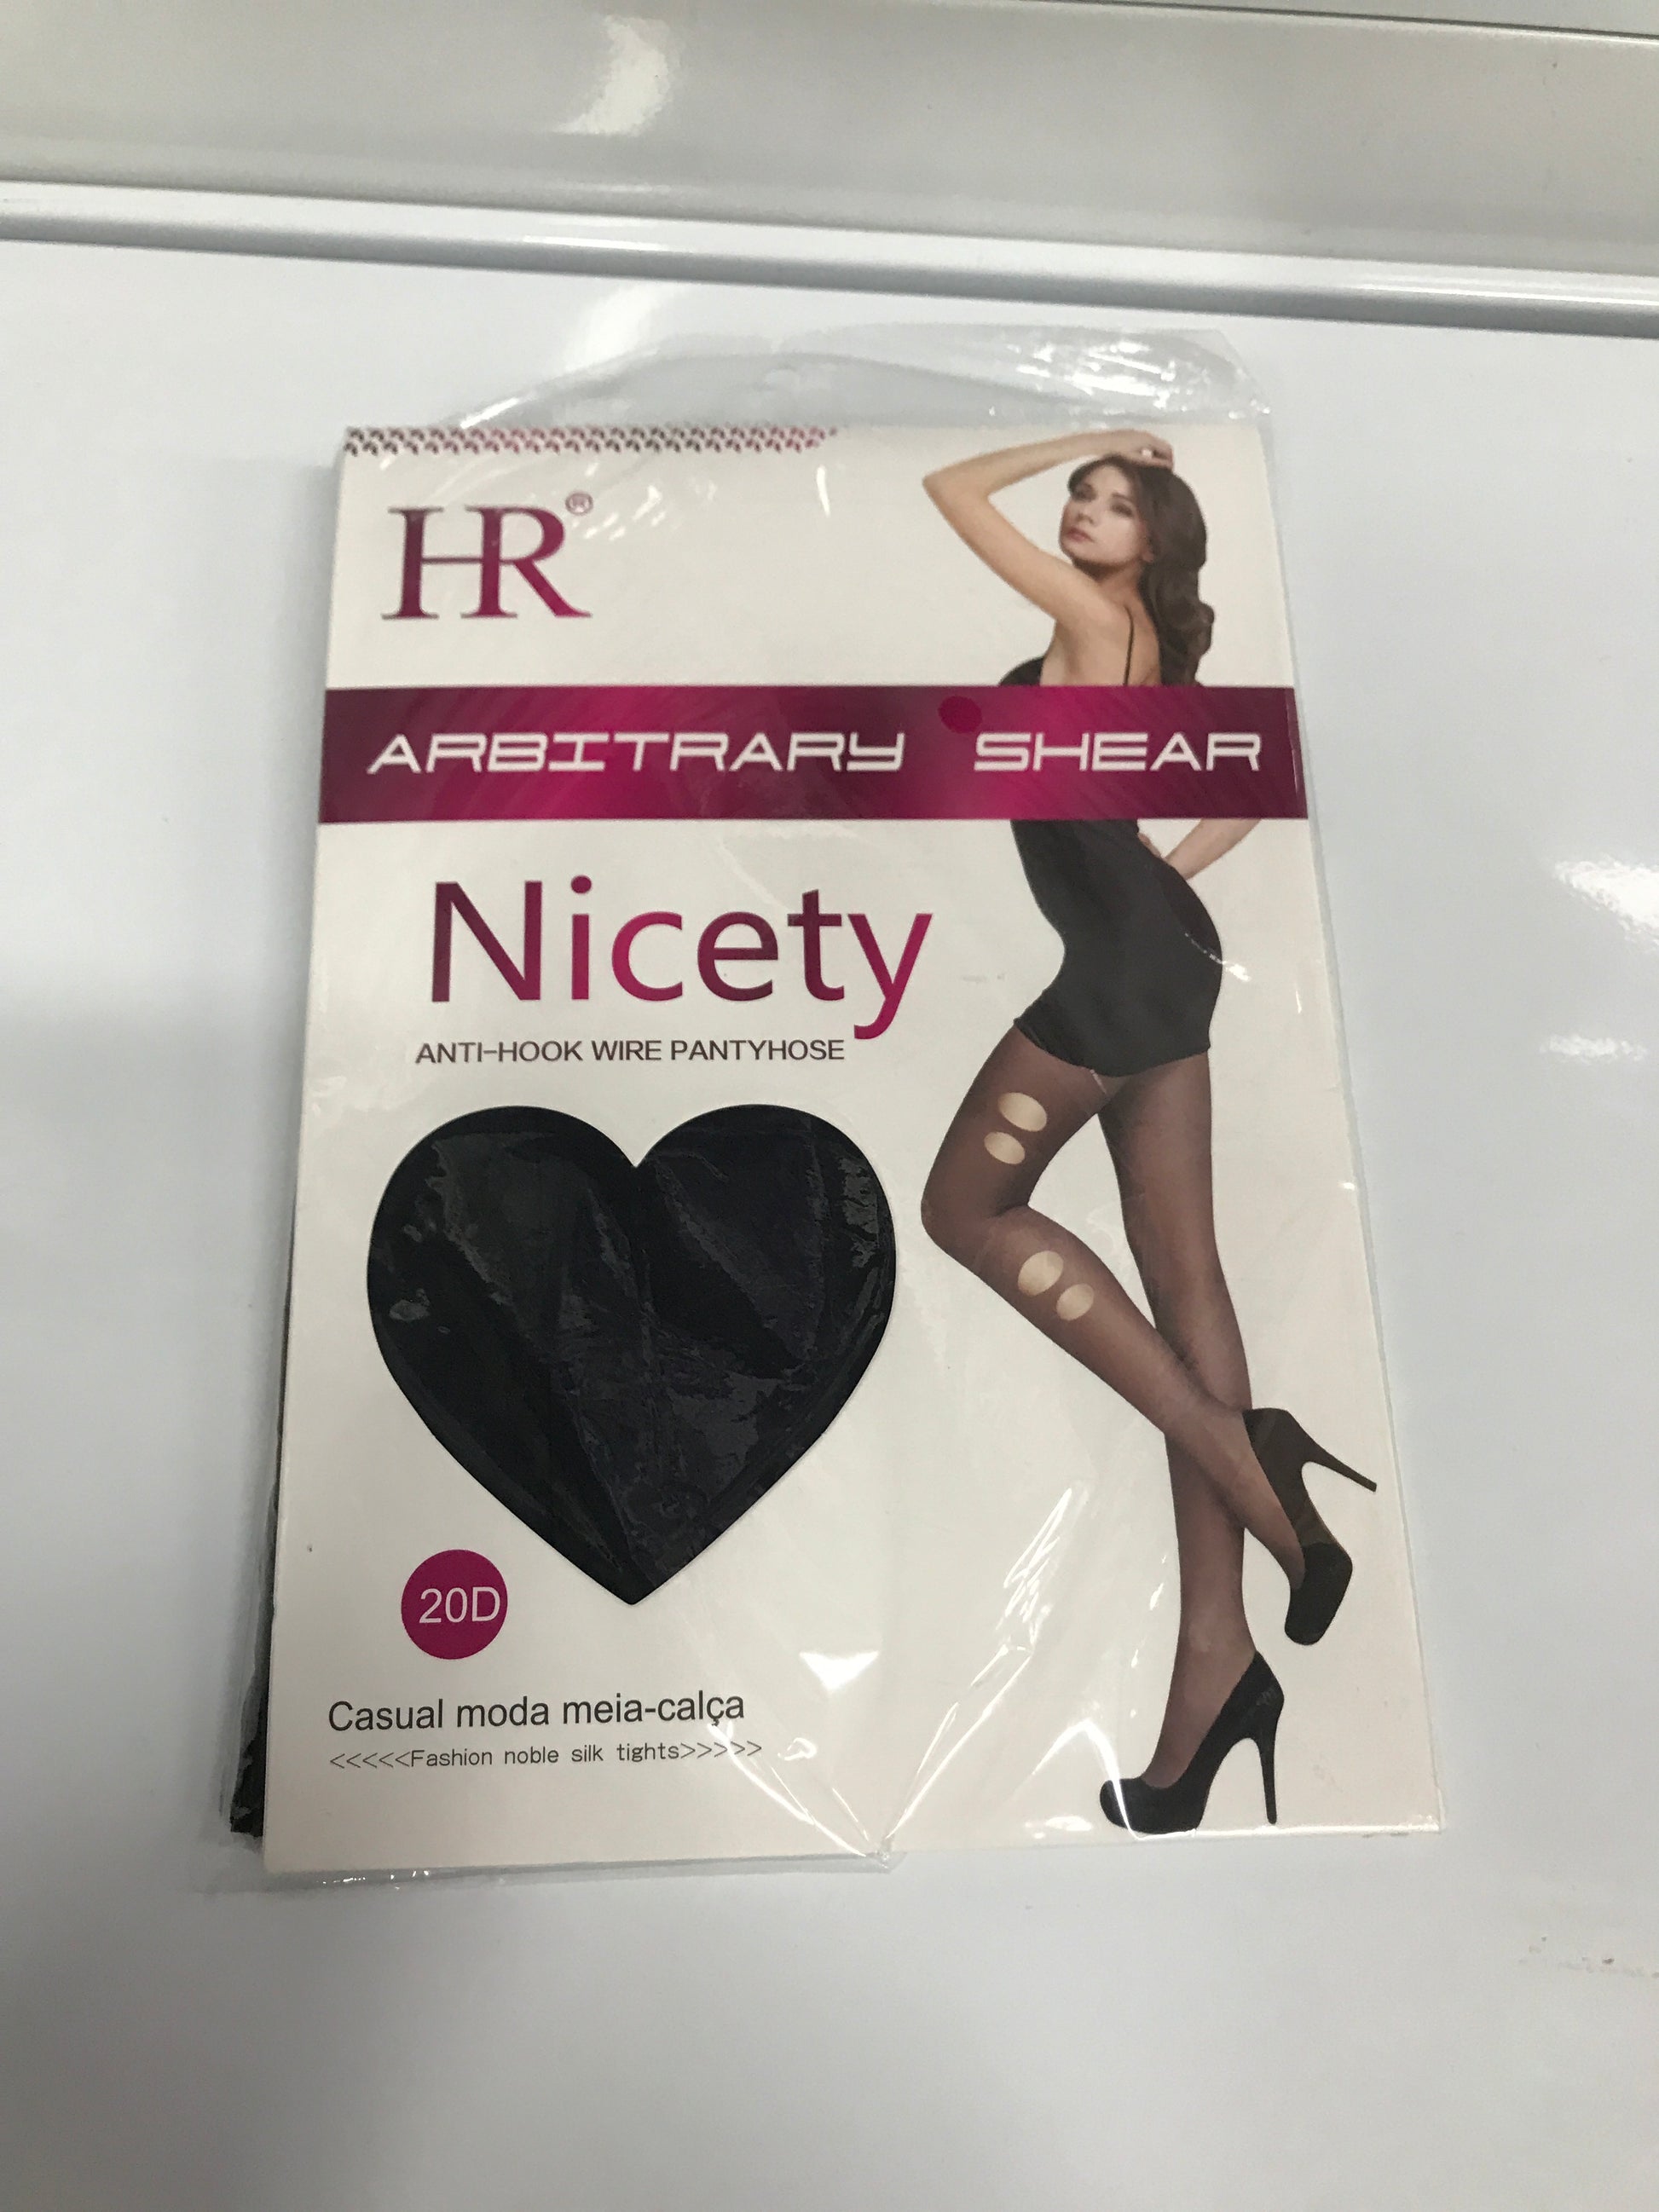 HR®
ARBITRARY SHEAR
Nicety
ANTI-HOOK WIRE PANTYHOSE
20D
Casual moda meia-calça
<<<<<Fashion noble silk tights>>>>>